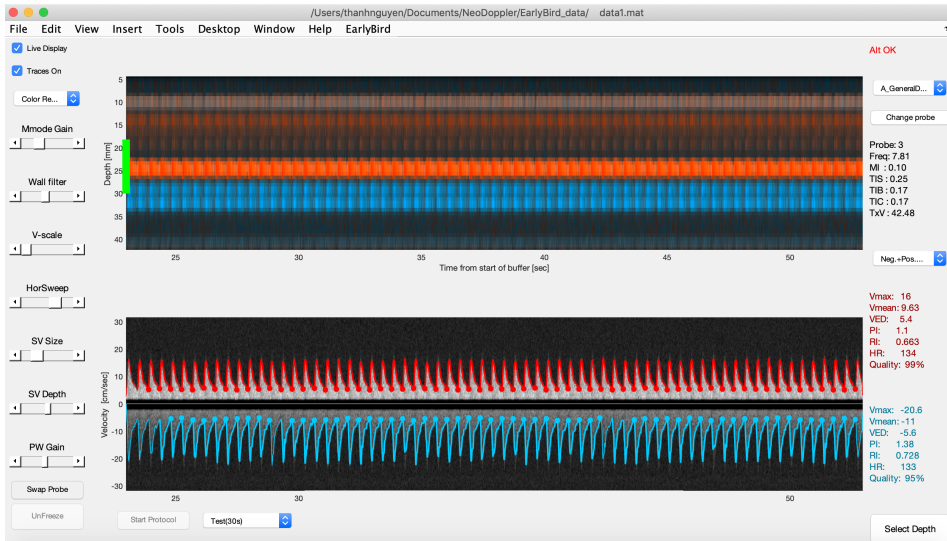 /Users/thanhnguyen/Documents/NeoDoppler/EarlyBird_data/ data1.mat
File Edit View Insert Tools Desktop Window Help EarlyBird
Live Display
Traces On
Color Re...
Mmode Gain
Wall filter
V-scale
HorSweep
SV Size
SV Depth
PW Gain
Swap Probe
UnFreeze
Depth [mm]
5
10
15
20
25
30
35
40
25 30 35 40 45 50
Time from start of buffer [sec]
Velocity [cm/sec]
30
20
10
0
-10
-20
-30
25 30 50
Start Protocol
Test(30s)
Alt OK
A_GeneralD...
Change probe
Probe: 3
Freq: 7.81
MI : 0.10
TIS : 0.25
TIB : 0.17
TIC : 0.17
TxV : 42.48
Neg.+Pos....
Vmax: 16
Vmean: 9.63
VED: 5.4
PI: 1.1
RI: 0.663
HR: 134
Quality: 99%
Vmax: -20.6
Vmean: -11
VED: -5.6
PI: 1.38
RI: 0.728
HR: 133
Quality: 95%
Select Depth